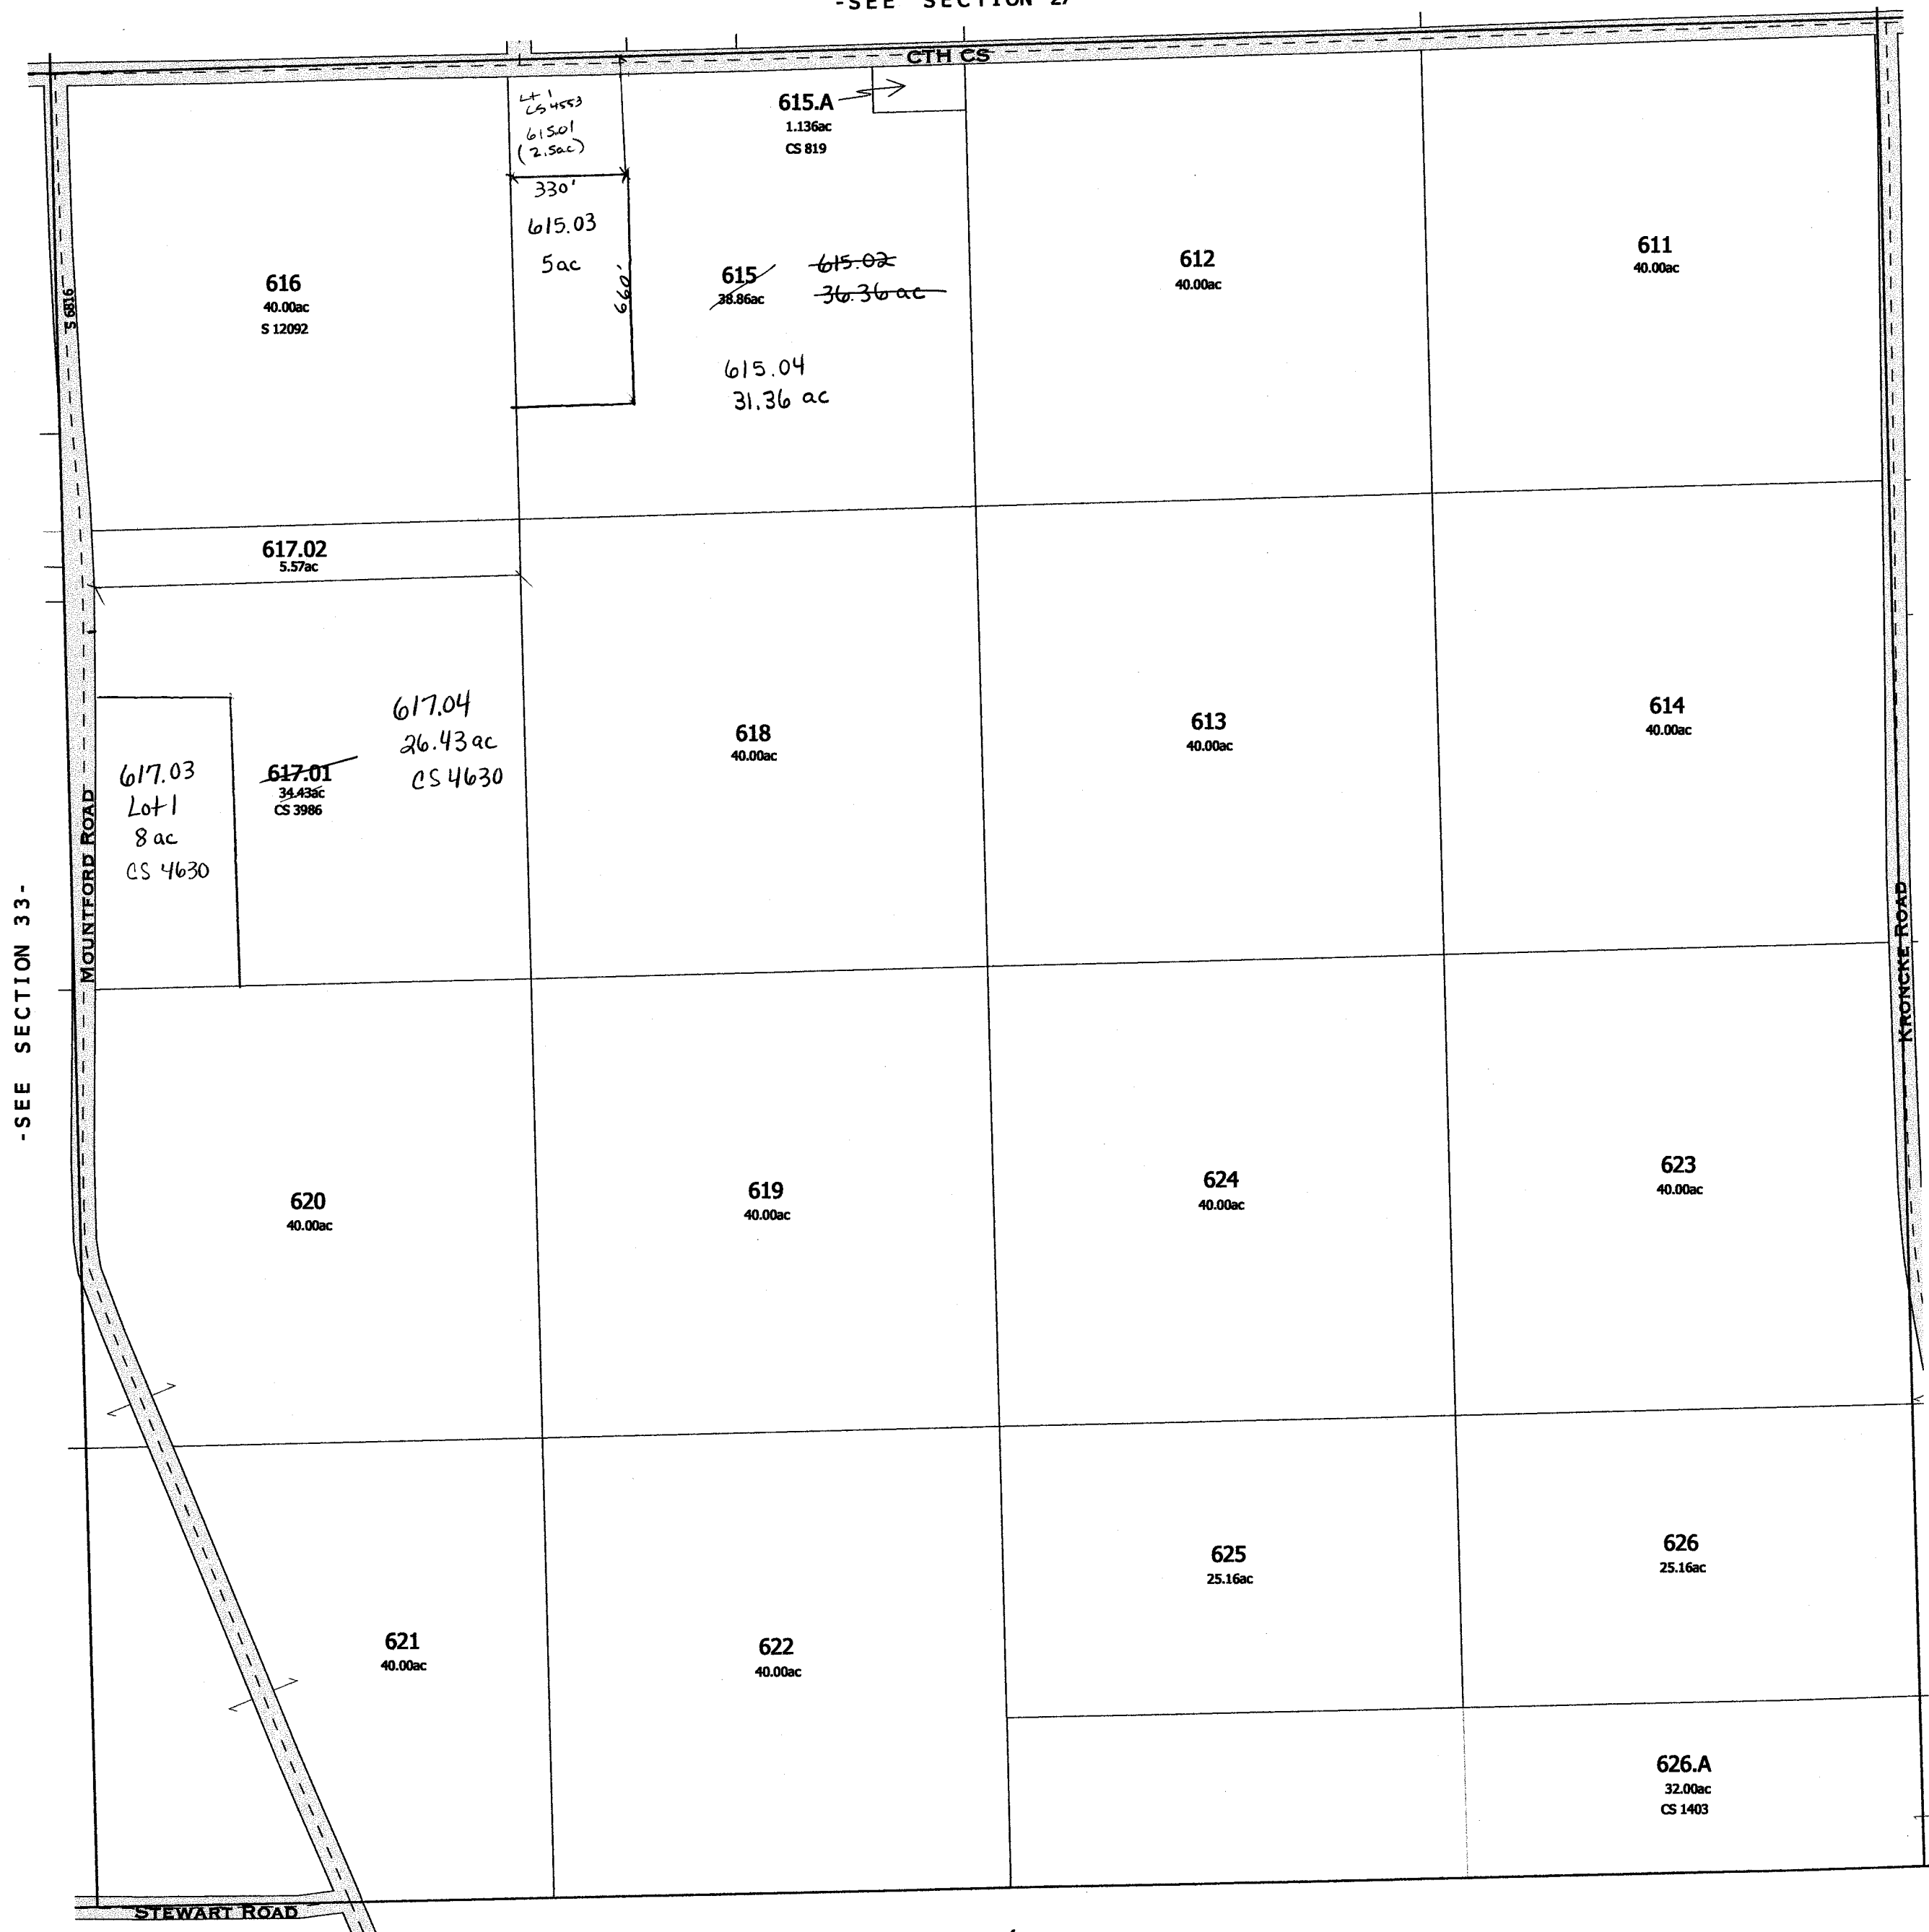 -SEE SECTION 27
CTH CS
Lt 1
CS 4553
615.01
(2.5ac)
330'
615.03
5ac
660'
615.A
1.136ac
CS 819
615
38.86ac
615.02
36.36 ac
615.04
31.36 ac
616
40.00ac
S 12092
S 6816
612
40.00ac
611
40.00ac
617.02
5.57ac
617.04
26.43 ac
CS 4630
617.01
34.43ac
CS 3986
617.03
Lot 1
8 ac
CS 4630
618
40.00ac
613
40.00ac
614
40.00ac
MOUNTFORD ROAD
-SEE SECTION 33-
KRONCKE ROAD
620
40.00ac
619
40.00ac
624
40.00ac
623
40.00ac
621
40.00ac
622
40.00ac
625
25.16ac
626
25.16ac
626.A
32.00ac
CS 1403
STEWART ROAD